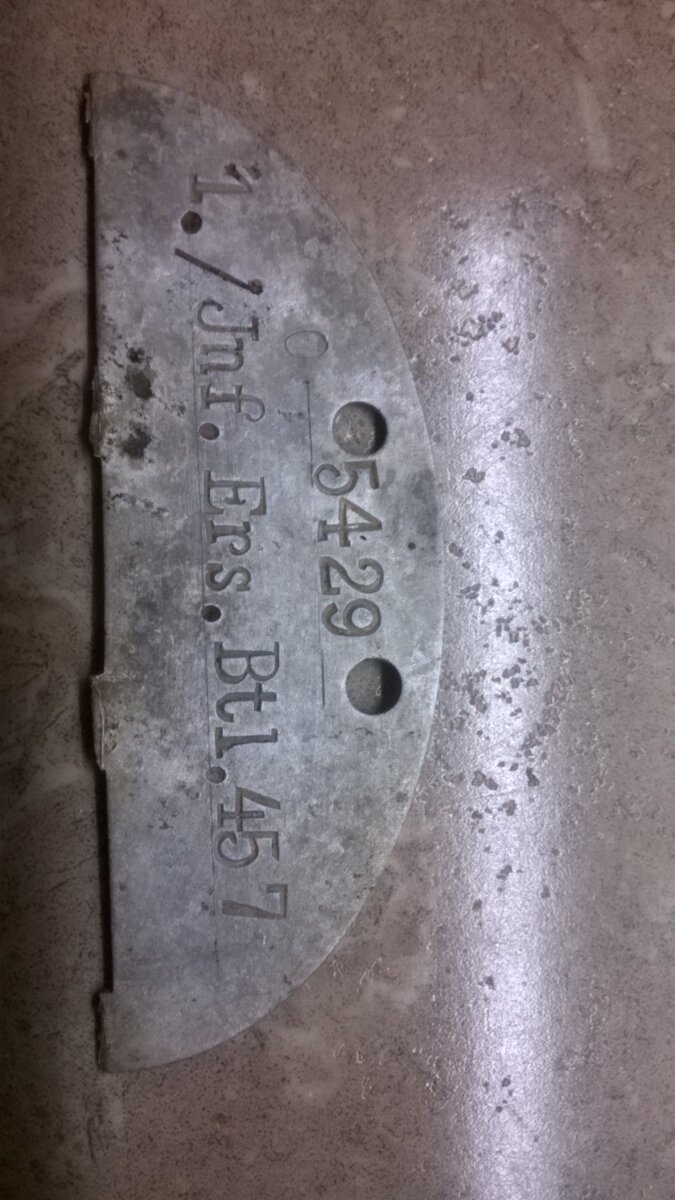 O 5429
1./Jnf. Ers. Btl. 457